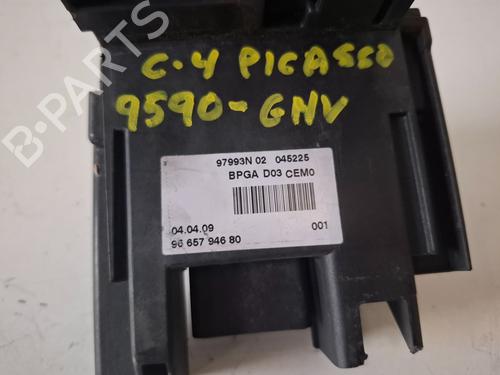 C-4 PICASSO
9590-GNV
97993N 02 045225
BPGA D03 CEM0
04.04.09
001
96 657 946 80
B-PARTS